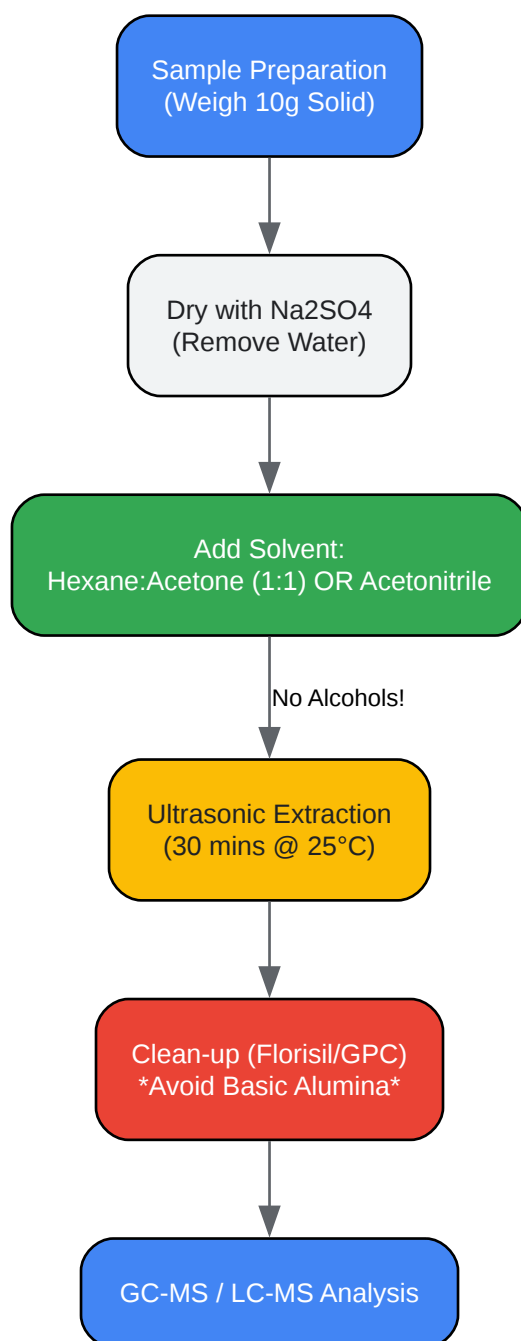 Sample Preparation
(Weigh 10g Solid)
Dry with Na2SO4
(Remove Water)
Add Solvent:
Hexane:Acetone (1:1) OR Acetonitrile
No Alcohols!
Ultrasonic Extraction
(30 mins @ 25°C)
Clean-up (Florisil/GPC)
*Avoid Basic Alumina*
GC-MS / LC-MS Analysis